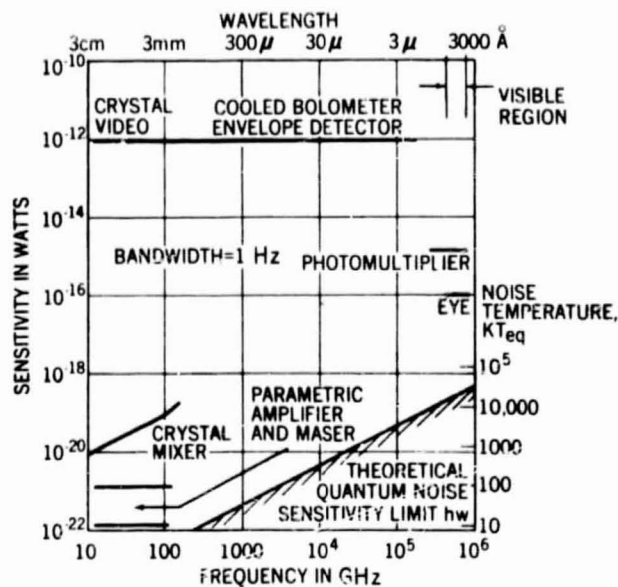 WAVELENGTH
3cm 3mm 300 μ 30 μ 3 μ 3000 Å
10-10
CRYSTAL VIDEO
COOLED BOLOMETER
ENVELOPE DETECTOR
VISIBLE
REGION
10-12
10-14
BANDWIDTH=1 Hz
PHOTOMULTIPLIER
10-16
EYE
NOISE
TEMPERATURE,
KTeq
SENSITIVITY IN WATTS
10-18
10^5
PARAMETRIC
AMPLIFIER
AND MASER
10,000
CRYSTAL
MIXER
10-20
1000
THEORETICAL
QUANTUM NOISE
SENSITIVITY LIMIT hw
100
10-22
10
10 100 1000 10^4 10^5 10^6
FREQUENCY IN GHz